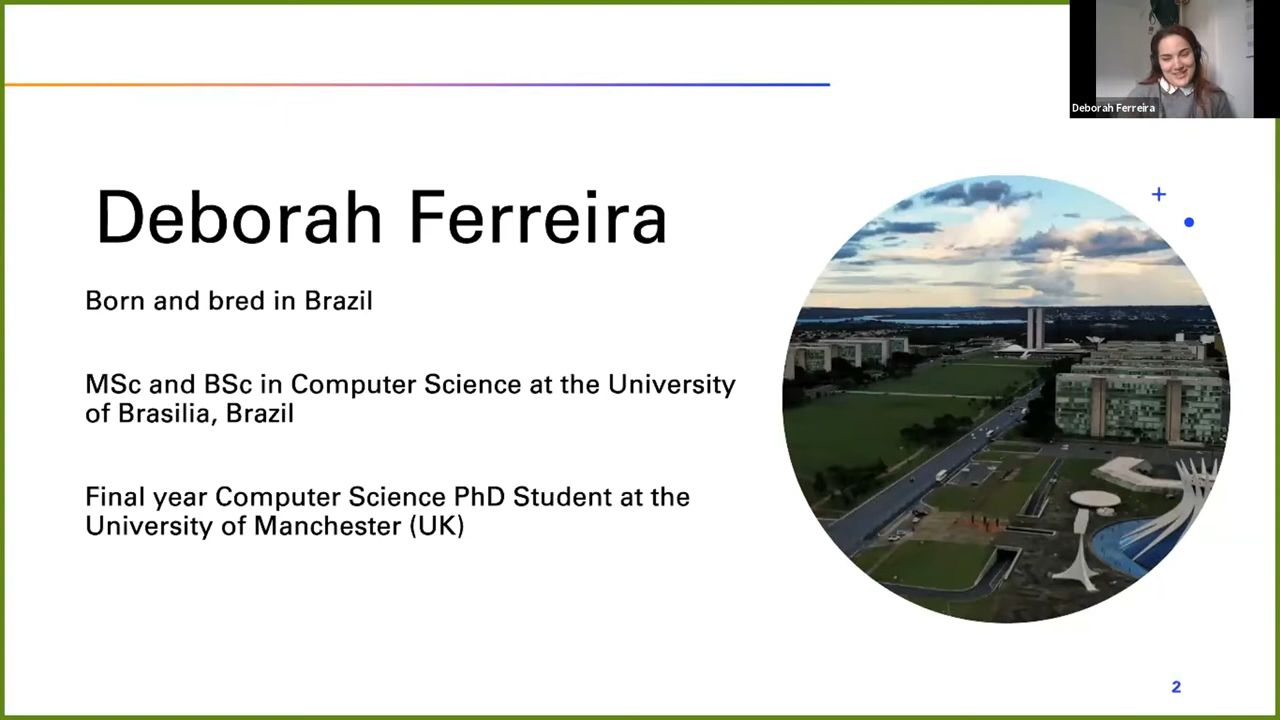 Deborah Ferreira
Deborah Ferreira
Born and bred in Brazil
MSc and BSc in Computer Science at the University
of Brasilia, Brazil
Final year Computer Science PhD Student at the
University of Manchester (UK)
2